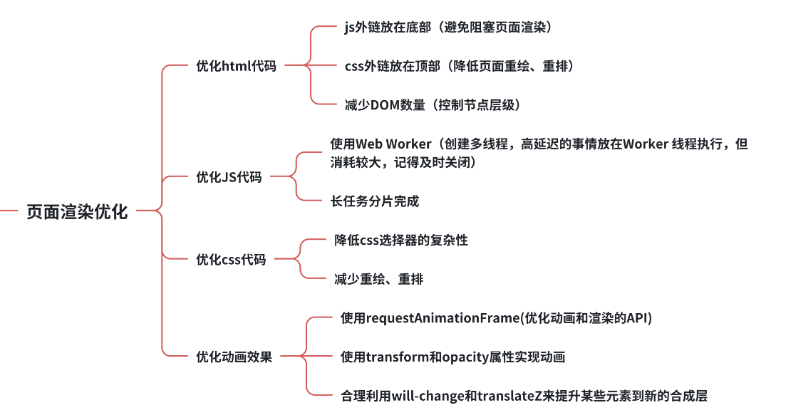 页面渲染优化
优化html代码
js外链放在底部（避免阻塞页面渲染）
css外链放在顶部（降低页面重绘、重排）
减少DOM数量（控制节点层级）
优化JS代码
使用Web Worker（创建多线程，高延迟的事情放在Worker 线程执行，但
消耗较大，记得及时关闭）
长任务分片完成
优化css代码
降低css选择器的复杂性
减少重绘、重排
优化动画效果
使用requestAnimationFrame(优化动画和渲染的API)
使用transform和opacity属性实现动画
合理利用will-change和translateZ来提升某些元素到新的合成层